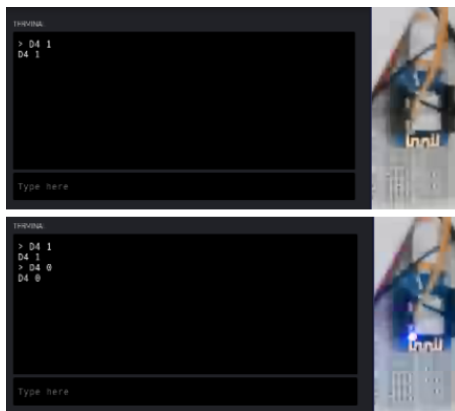 TERMINAL
> D4 1
D4 1
Type here
TERMINAL
> D4 1
D4 1
> D4 0
D4 0
Type here